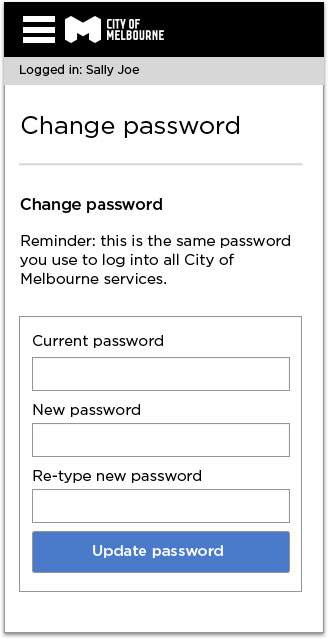 CITY OF
MELBOURNE
Logged in: Sally Joe
Change password
Change password
Reminder: this is the same password
you use to log into all City of
Melbourne services.
Current password
New password
Re-type new password
Update password